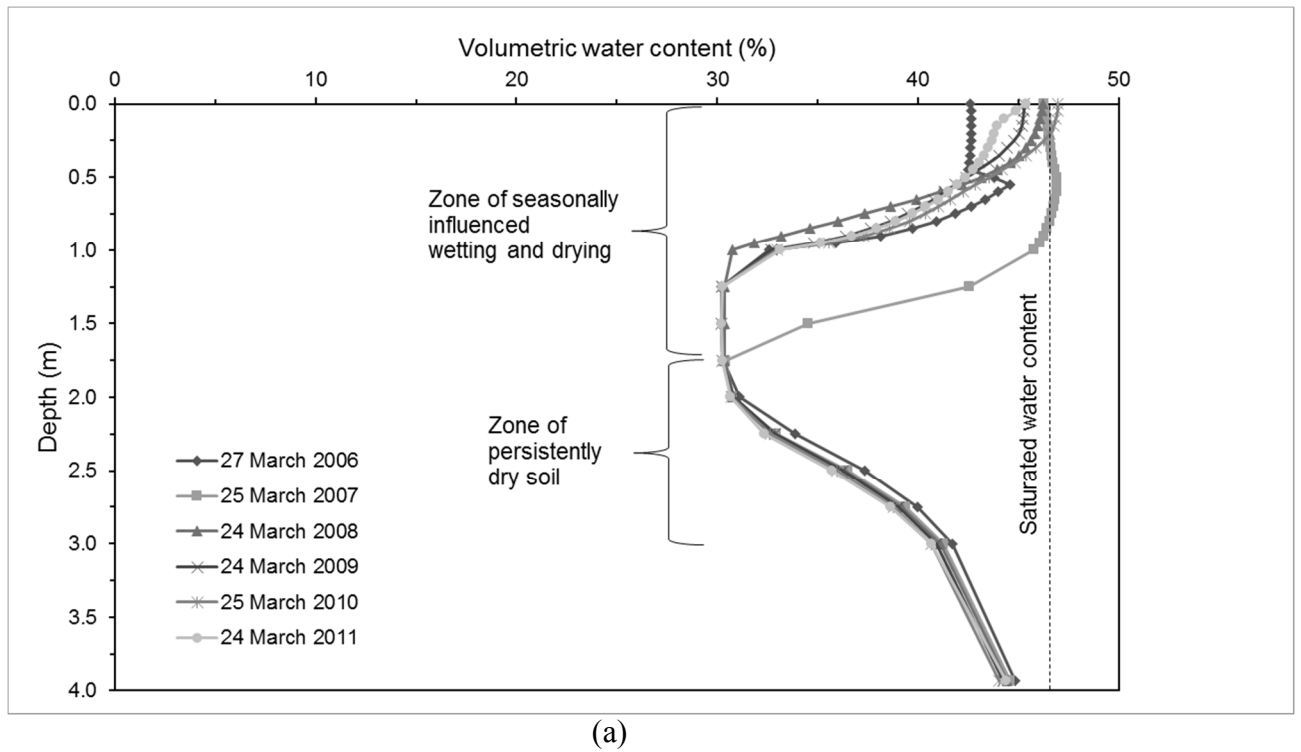 Volumetric water content (%)
0 10 20 30 40 50
0.0
0.5
1.0
1.5
2.0
2.5
3.0
3.5
4.0
Depth (m)
Zone of seasonally
influenced
wetting and drying
Zone of
persistently
dry soil
Saturated water content
27 March 2006
25 March 2007
24 March 2008
24 March 2009
25 March 2010
24 March 2011
(a)